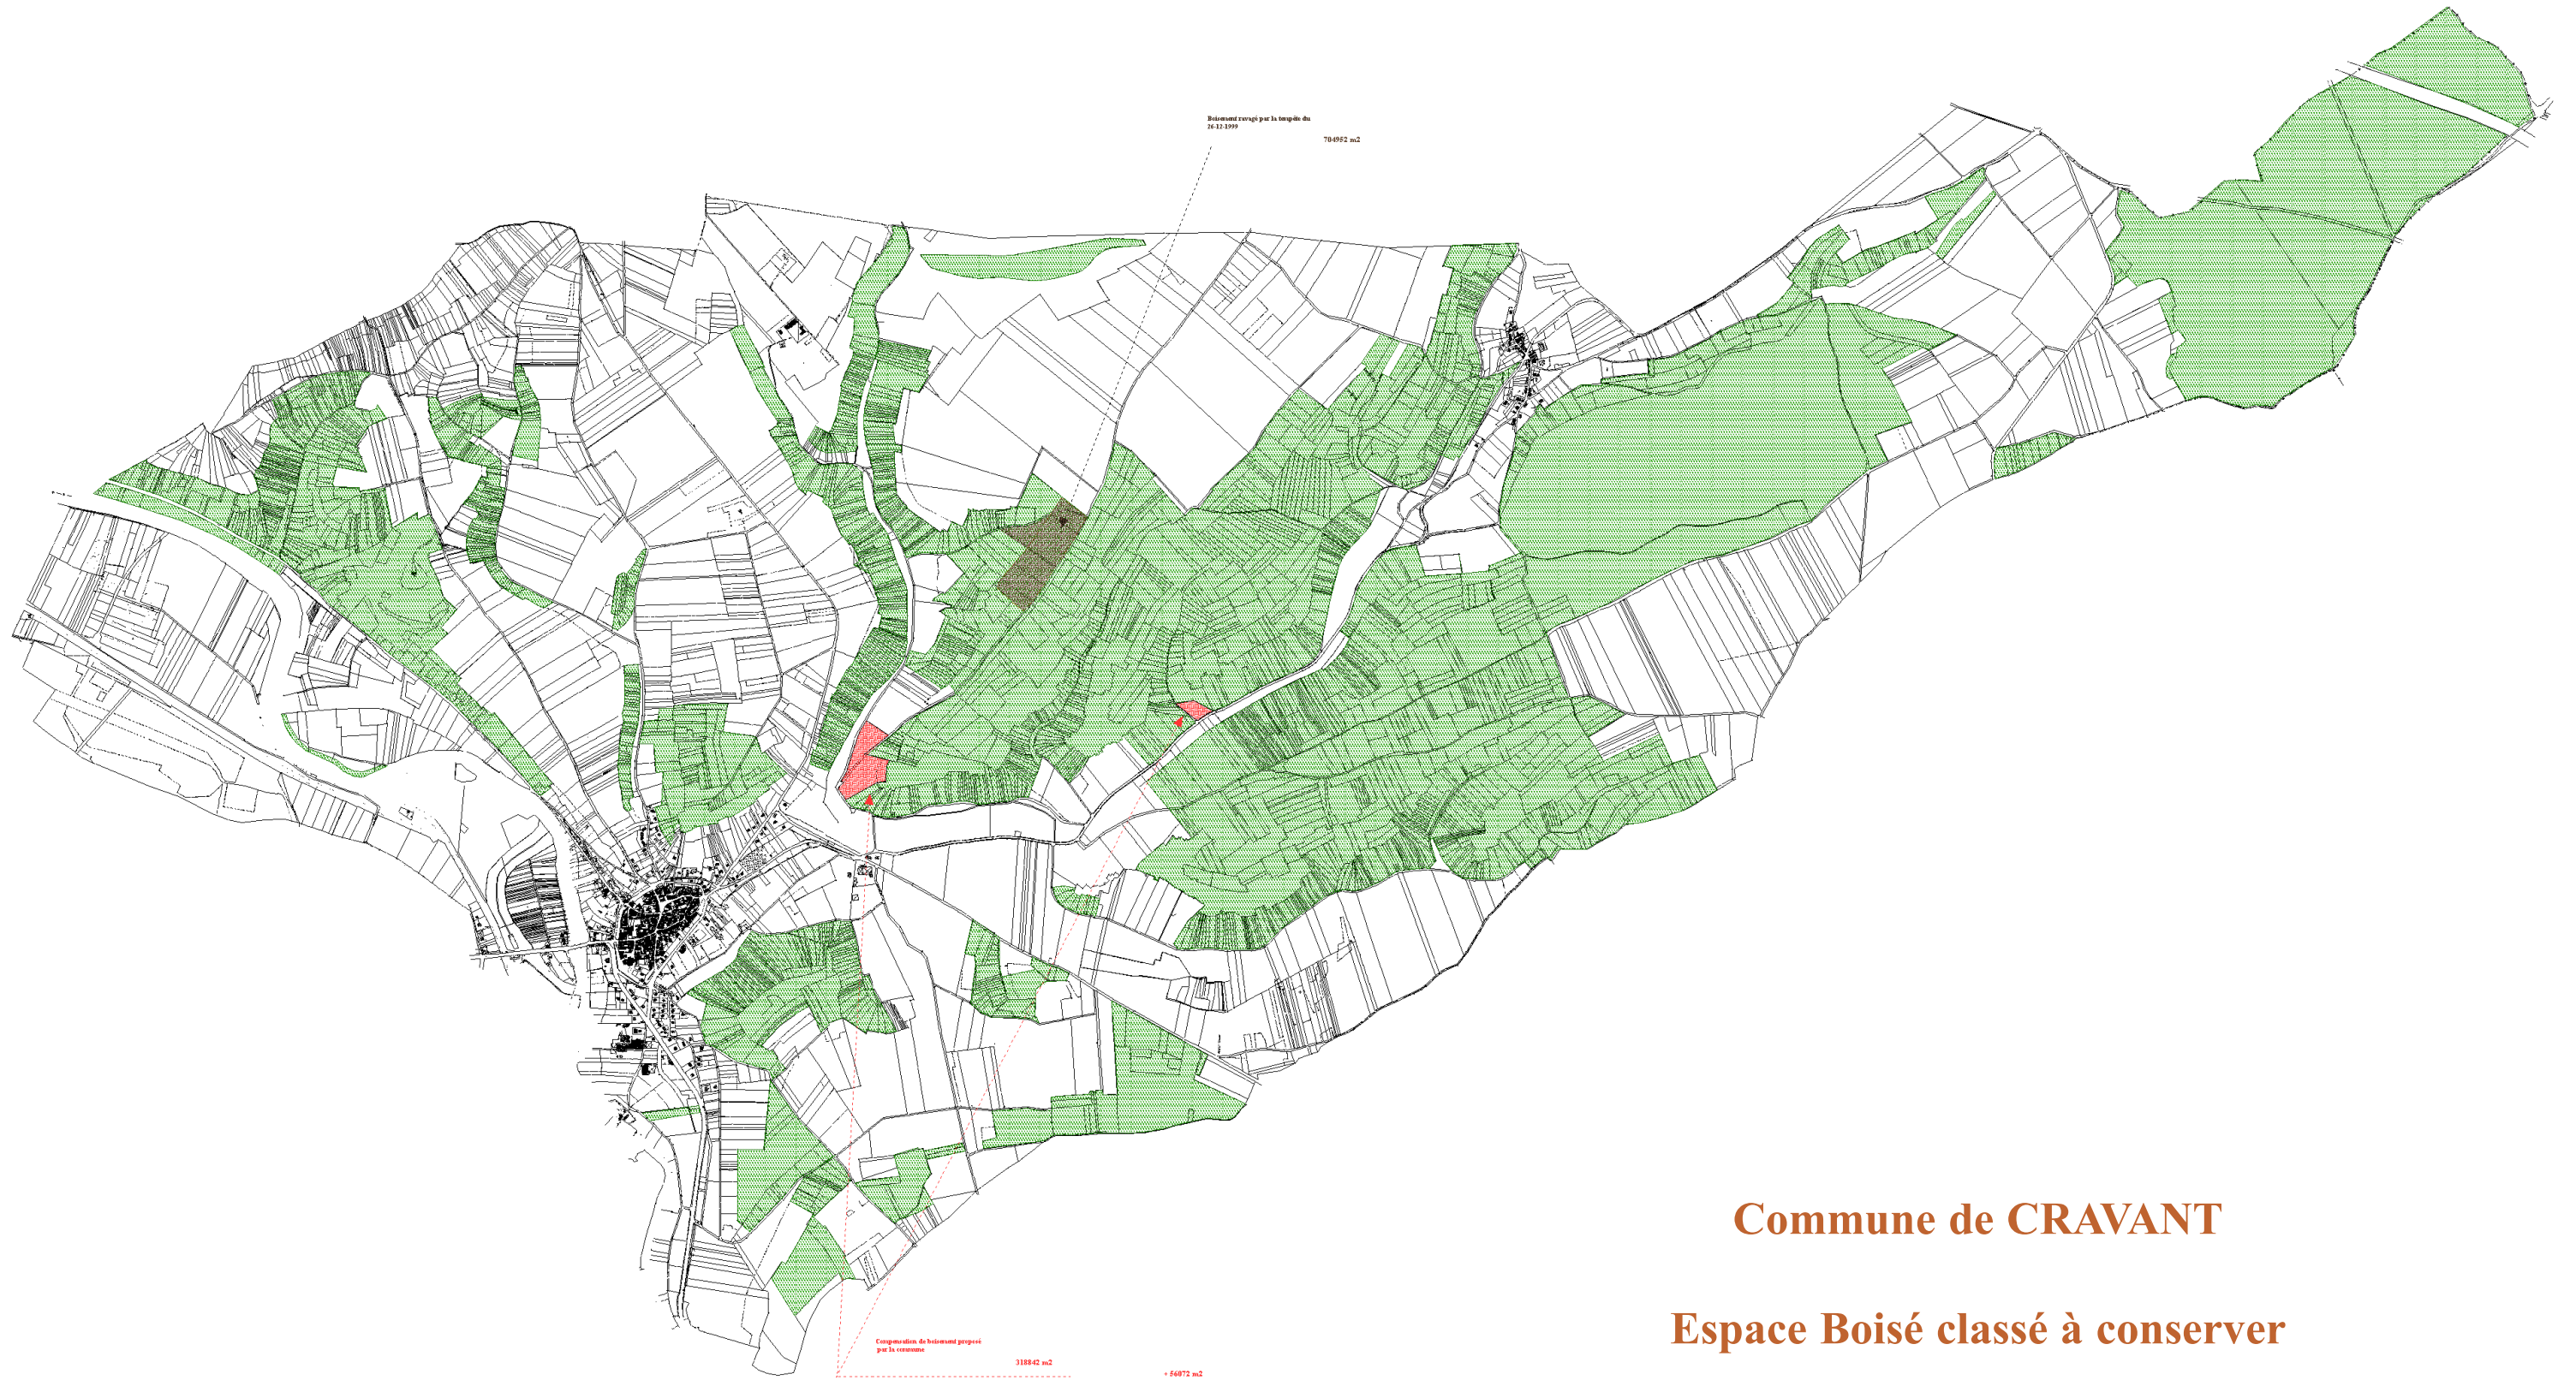 Boisement ravagé par la tempête du
26-12-1999
704952 m2
Commune de CRAVANT
Espace Boisé classé à conserver
Compensation de boisement proposé
par la commune
318842 m2
+ 56072 m2